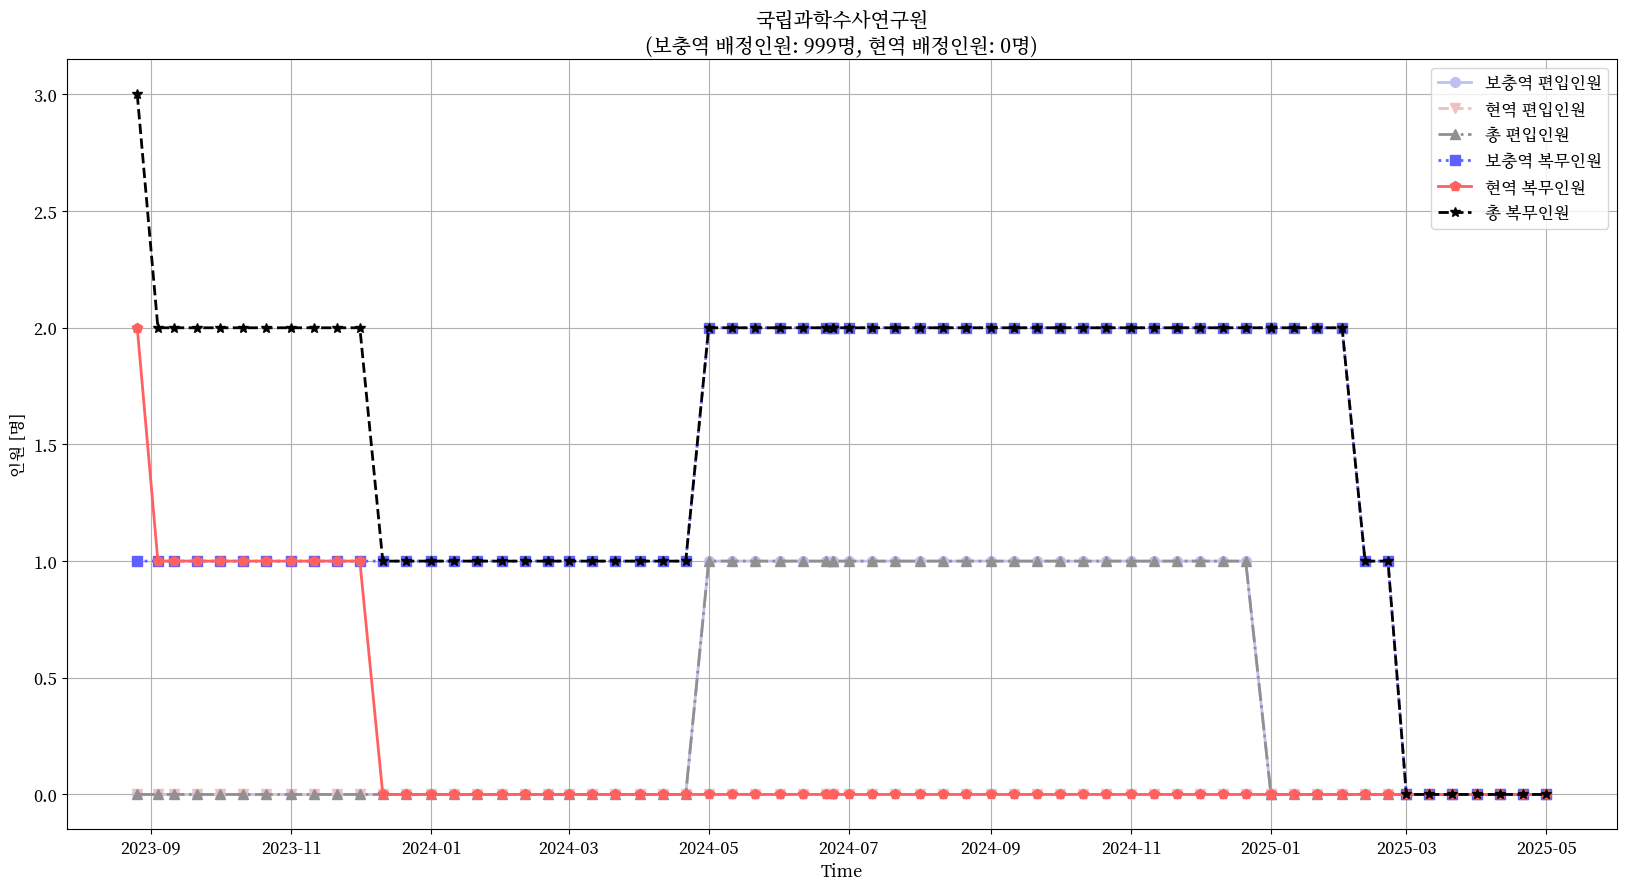 국립과학수사연구원
(보충역 배정인원: 999명, 현역 배정인원: 0명)
보충역 편입인원
현역 편입인원
총 편입인원
보충역 복무인원
현역 복무인원
총 복무인원
인원 [명]
3.0
2.5
2.0
1.5
1.0
0.5
0.0
2023-09 2023-11 2024-01 2024-03 2024-05 2024-07 2024-09 2024-11 2025-01 2025-03 2025-05
Time